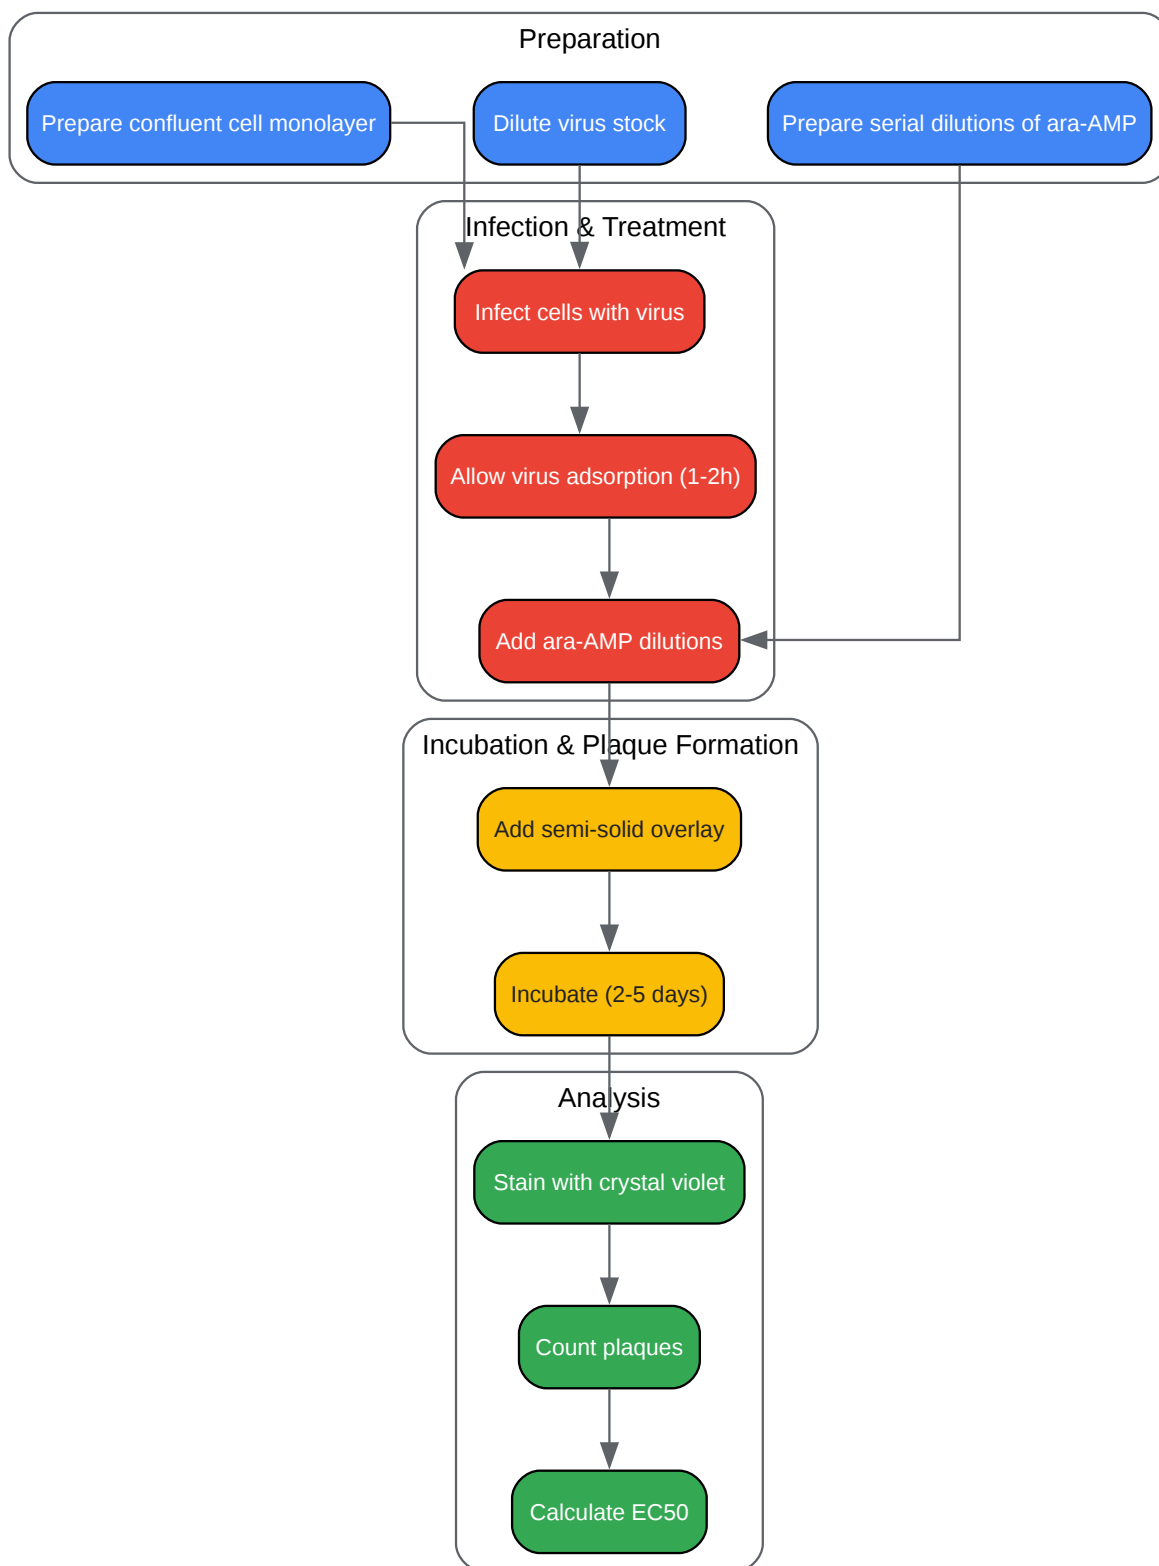 Preparation
Prepare confluent cell monolayer
Dilute virus stock
Prepare serial dilutions of ara-AMP
Infection & Treatment
Infect cells with virus
Allow virus adsorption (1-2h)
Add ara-AMP dilutions
Incubation & Plaque Formation
Add semi-solid overlay
Incubate (2-5 days)
Analysis
Stain with crystal violet
Count plaques
Calculate EC50